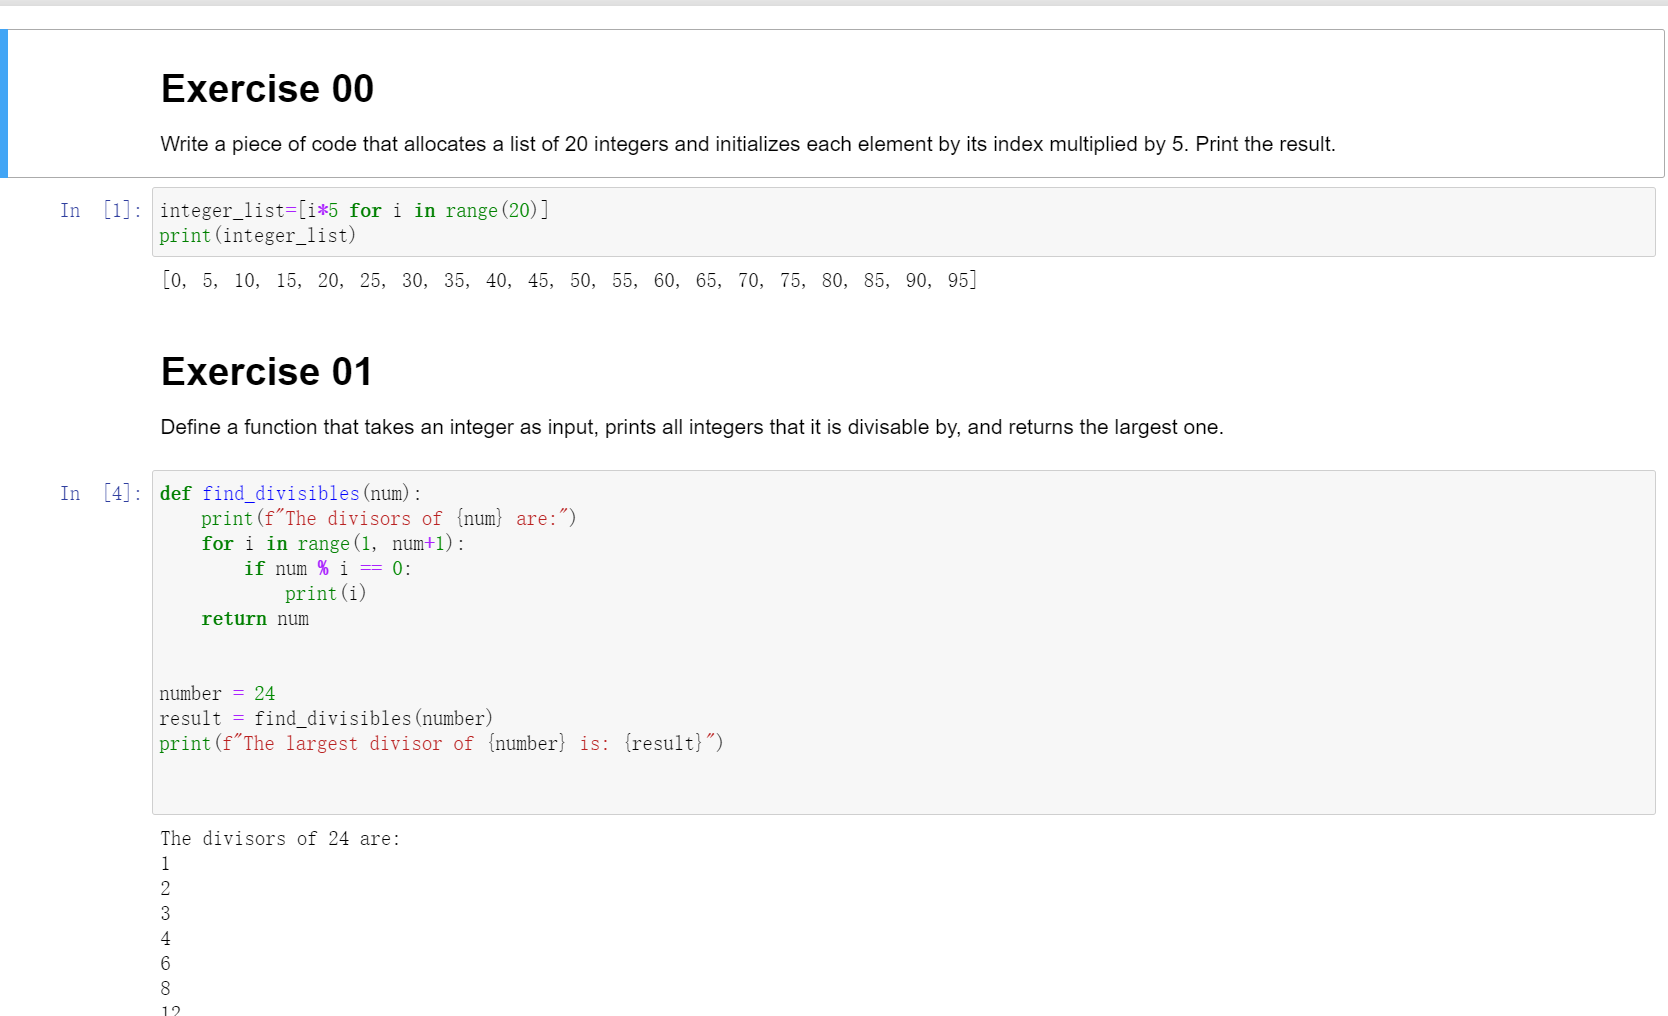 Exercise 00
Write a piece of code that allocates a list of 20 integers and initializes each element by its index multiplied by 5. Print the result.
In [1]: integer_list=[i*5 for i in range(20)]
print(integer_list)
[0, 5, 10, 15, 20, 25, 30, 35, 40, 45, 50, 55, 60, 65, 70, 75, 80, 85, 90, 95]
Exercise 01
Define a function that takes an integer as input, prints all integers that it is divisable by, and returns the largest one.
In [4]: def find_divisibles(num):
    print(f"The divisors of {num} are:")
    for i in range(1, num+1):
        if num % i == 0:
            print(i)
    return num
number = 24
result = find_divisibles(number)
print(f"The largest divisor of {number} is: {result}")
The divisors of 24 are:
1
2
3
4
6
8
12